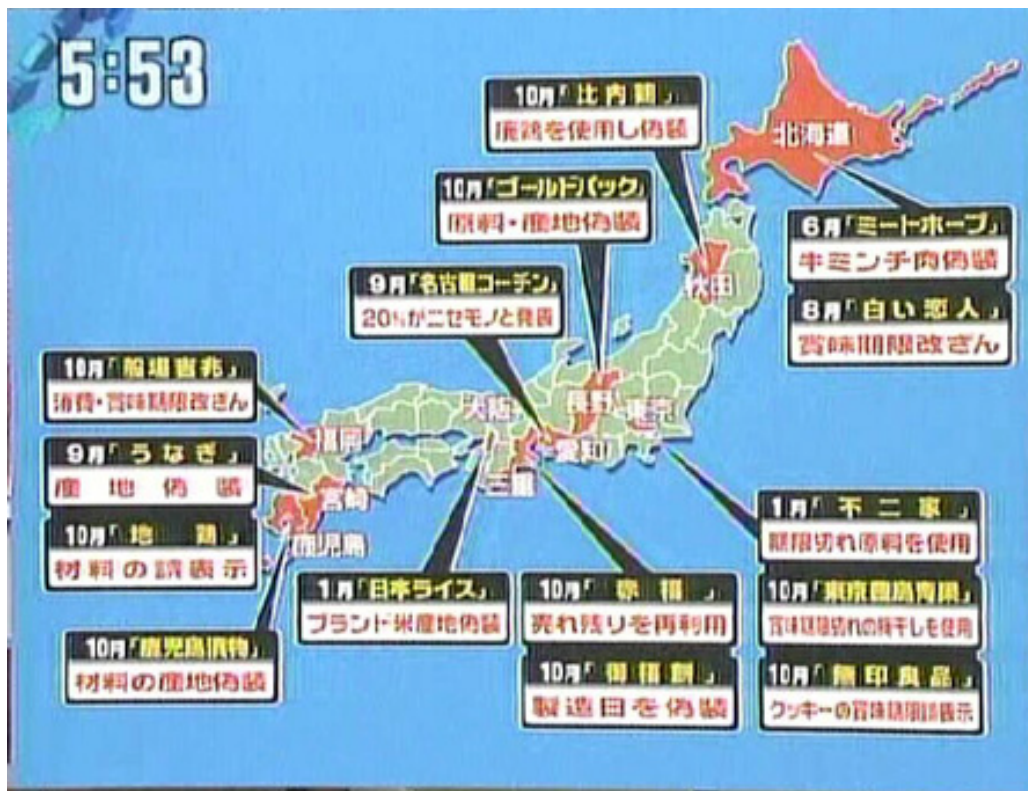 5:53
10月「比内鶏」
廃鶏を使用し偽装
北海道
10月「ゴールドパック」
原料・産地偽装
6月「ミートホープ」
牛ミンチ肉偽装
秋田
9月「名古屋コーチン」
20%がニセモノと発表
8月「白い恋人」
賞味期限改ざん
10月「船場吉兆」
消費・賞味期限改ざん
長野
東京
大阪
福岡
愛知
三重
9月「うなぎ」
産地偽装
宮崎
1月「不二家」
期限切れ原料を使用
10月「地鶏」
材料の誤表示
鹿児島
1月「日本ライス」
ブランド米産地偽装
10月「赤福」
売れ残りを再利用
10月「東京豊島青果」
賞味期限切れの梅干しを使用
10月「鹿児島漬物」
材料の産地偽装
10月「御福餅」
製造日を偽装
10月「無印良品」
クッキーの賞味期限誤表示